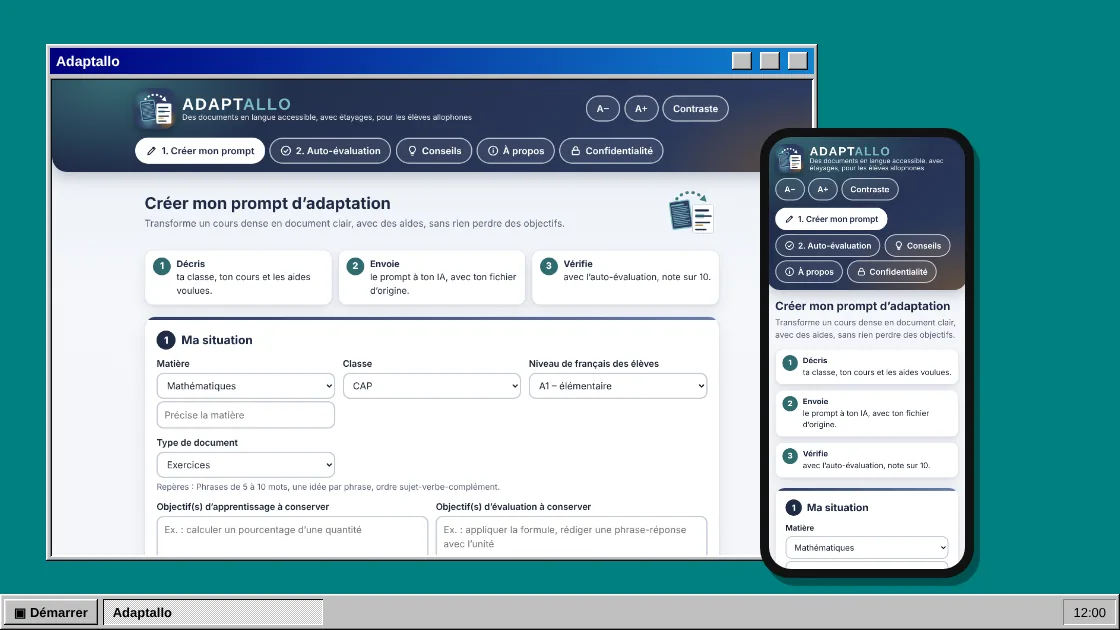 Adaptallo
ADAPTALLO
Des documents en langue accessible, avec étayages, pour les élèves allophones
A−
A+
Contraste
1. Créer mon prompt
2. Auto-évaluation
Conseils
À propos
Confidentialité
Créer mon prompt d’adaptation
Transforme un cours dense en document clair, avec des aides, sans rien perdre des objectifs.
1
Décris
ta classe, ton cours et les aides
voulues.
2
Envoie
le prompt à ton IA, avec ton fichier
d’origine.
3
Vérifie
avec l’auto-évaluation, note sur 10.
1 Ma situation
Matière
Mathématiques
Précise la matière
Classe
CAP
Niveau de français des élèves
A1 – élémentaire
Type de document
Exercices
Repères : Phrases de 5 à 10 mots, une idée par phrase, ordre sujet-verbe-complément.
Objectif(s) d’apprentissage à conserver
Ex. : calculer un pourcentage d’une quantité
Objectif(s) d’évaluation à conserver
Ex. : appliquer la formule, rédiger une phrase-réponse
avec l’unité
ADAPTALLO
Des documents en langue accessible, avec
étayages, pour les élèves allophones
A−
A+
Contraste
1. Créer mon prompt
2. Auto-évaluation
Conseils
À propos
Confidentialité
Créer mon prompt d’adaptation
Transforme un cours dense en document clair,
avec des aides, sans rien perdre des objectifs.
1
Décris
ta classe, ton cours et les aides voulues.
2
Envoie
le prompt à ton IA, avec ton fichier
d’origine.
3
Vérifie
avec l’auto-évaluation, note sur 10.
1 Ma situation
Matière
Mathématiques
Démarrer
Adaptallo
12:00